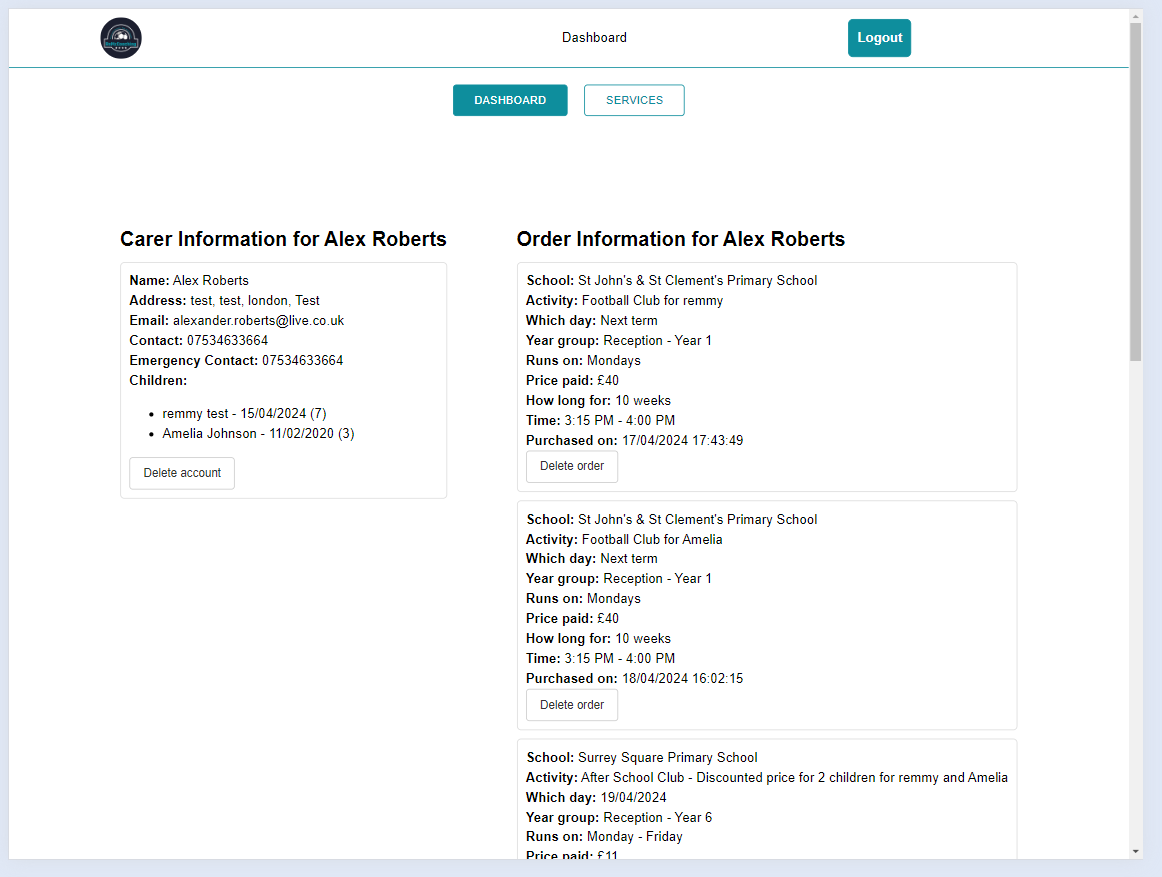 Dashboard
Logout
DASHBOARD
SERVICES
Carer Information for Alex Roberts
Name: Alex Roberts
Address: test, test, london, Test
Email: alexander.roberts@live.co.uk
Contact: 07534633664
Emergency Contact: 07534633664
Children:
remmy test - 15/04/2024 (7)
Amelia Johnson - 11/02/2020 (3)
Delete account
Order Information for Alex Roberts
School: St John's & St Clement's Primary School
Activity: Football Club for remmy
Which day: Next term
Year group: Reception - Year 1
Runs on: Mondays
Price paid: £40
How long for: 10 weeks
Time: 3:15 PM - 4:00 PM
Purchased on: 17/04/2024 17:43:49
Delete order
School: St John's & St Clement's Primary School
Activity: Football Club for Amelia
Which day: Next term
Year group: Reception - Year 1
Runs on: Mondays
Price paid: £40
How long for: 10 weeks
Time: 3:15 PM - 4:00 PM
Purchased on: 18/04/2024 16:02:15
Delete order
School: Surrey Square Primary School
Activity: After School Club - Discounted price for 2 children for remmy and Amelia
Which day: 19/04/2024
Year group: Reception - Year 6
Runs on: Monday - Friday
Price paid: £11